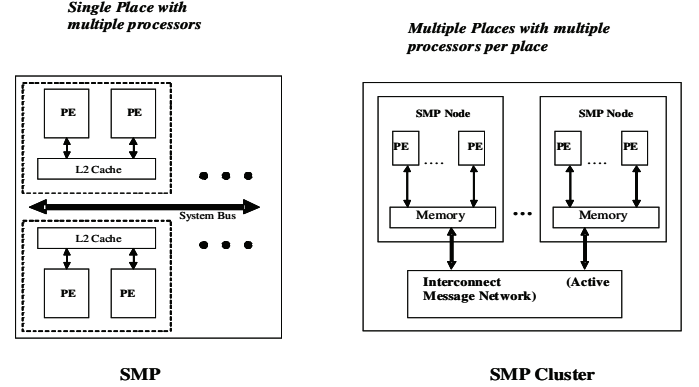 Single Place with
multiple processors
PE
PE
L2 Cache
System Bus
L2 Cache
PE
PE
SMP
Multiple Places with multiple
processors per place
SMP Node
PE
....
PE
Memory
...
SMP Node
PE
....
PE
Memory
Interconnect (Active
Message Network)
SMP Cluster